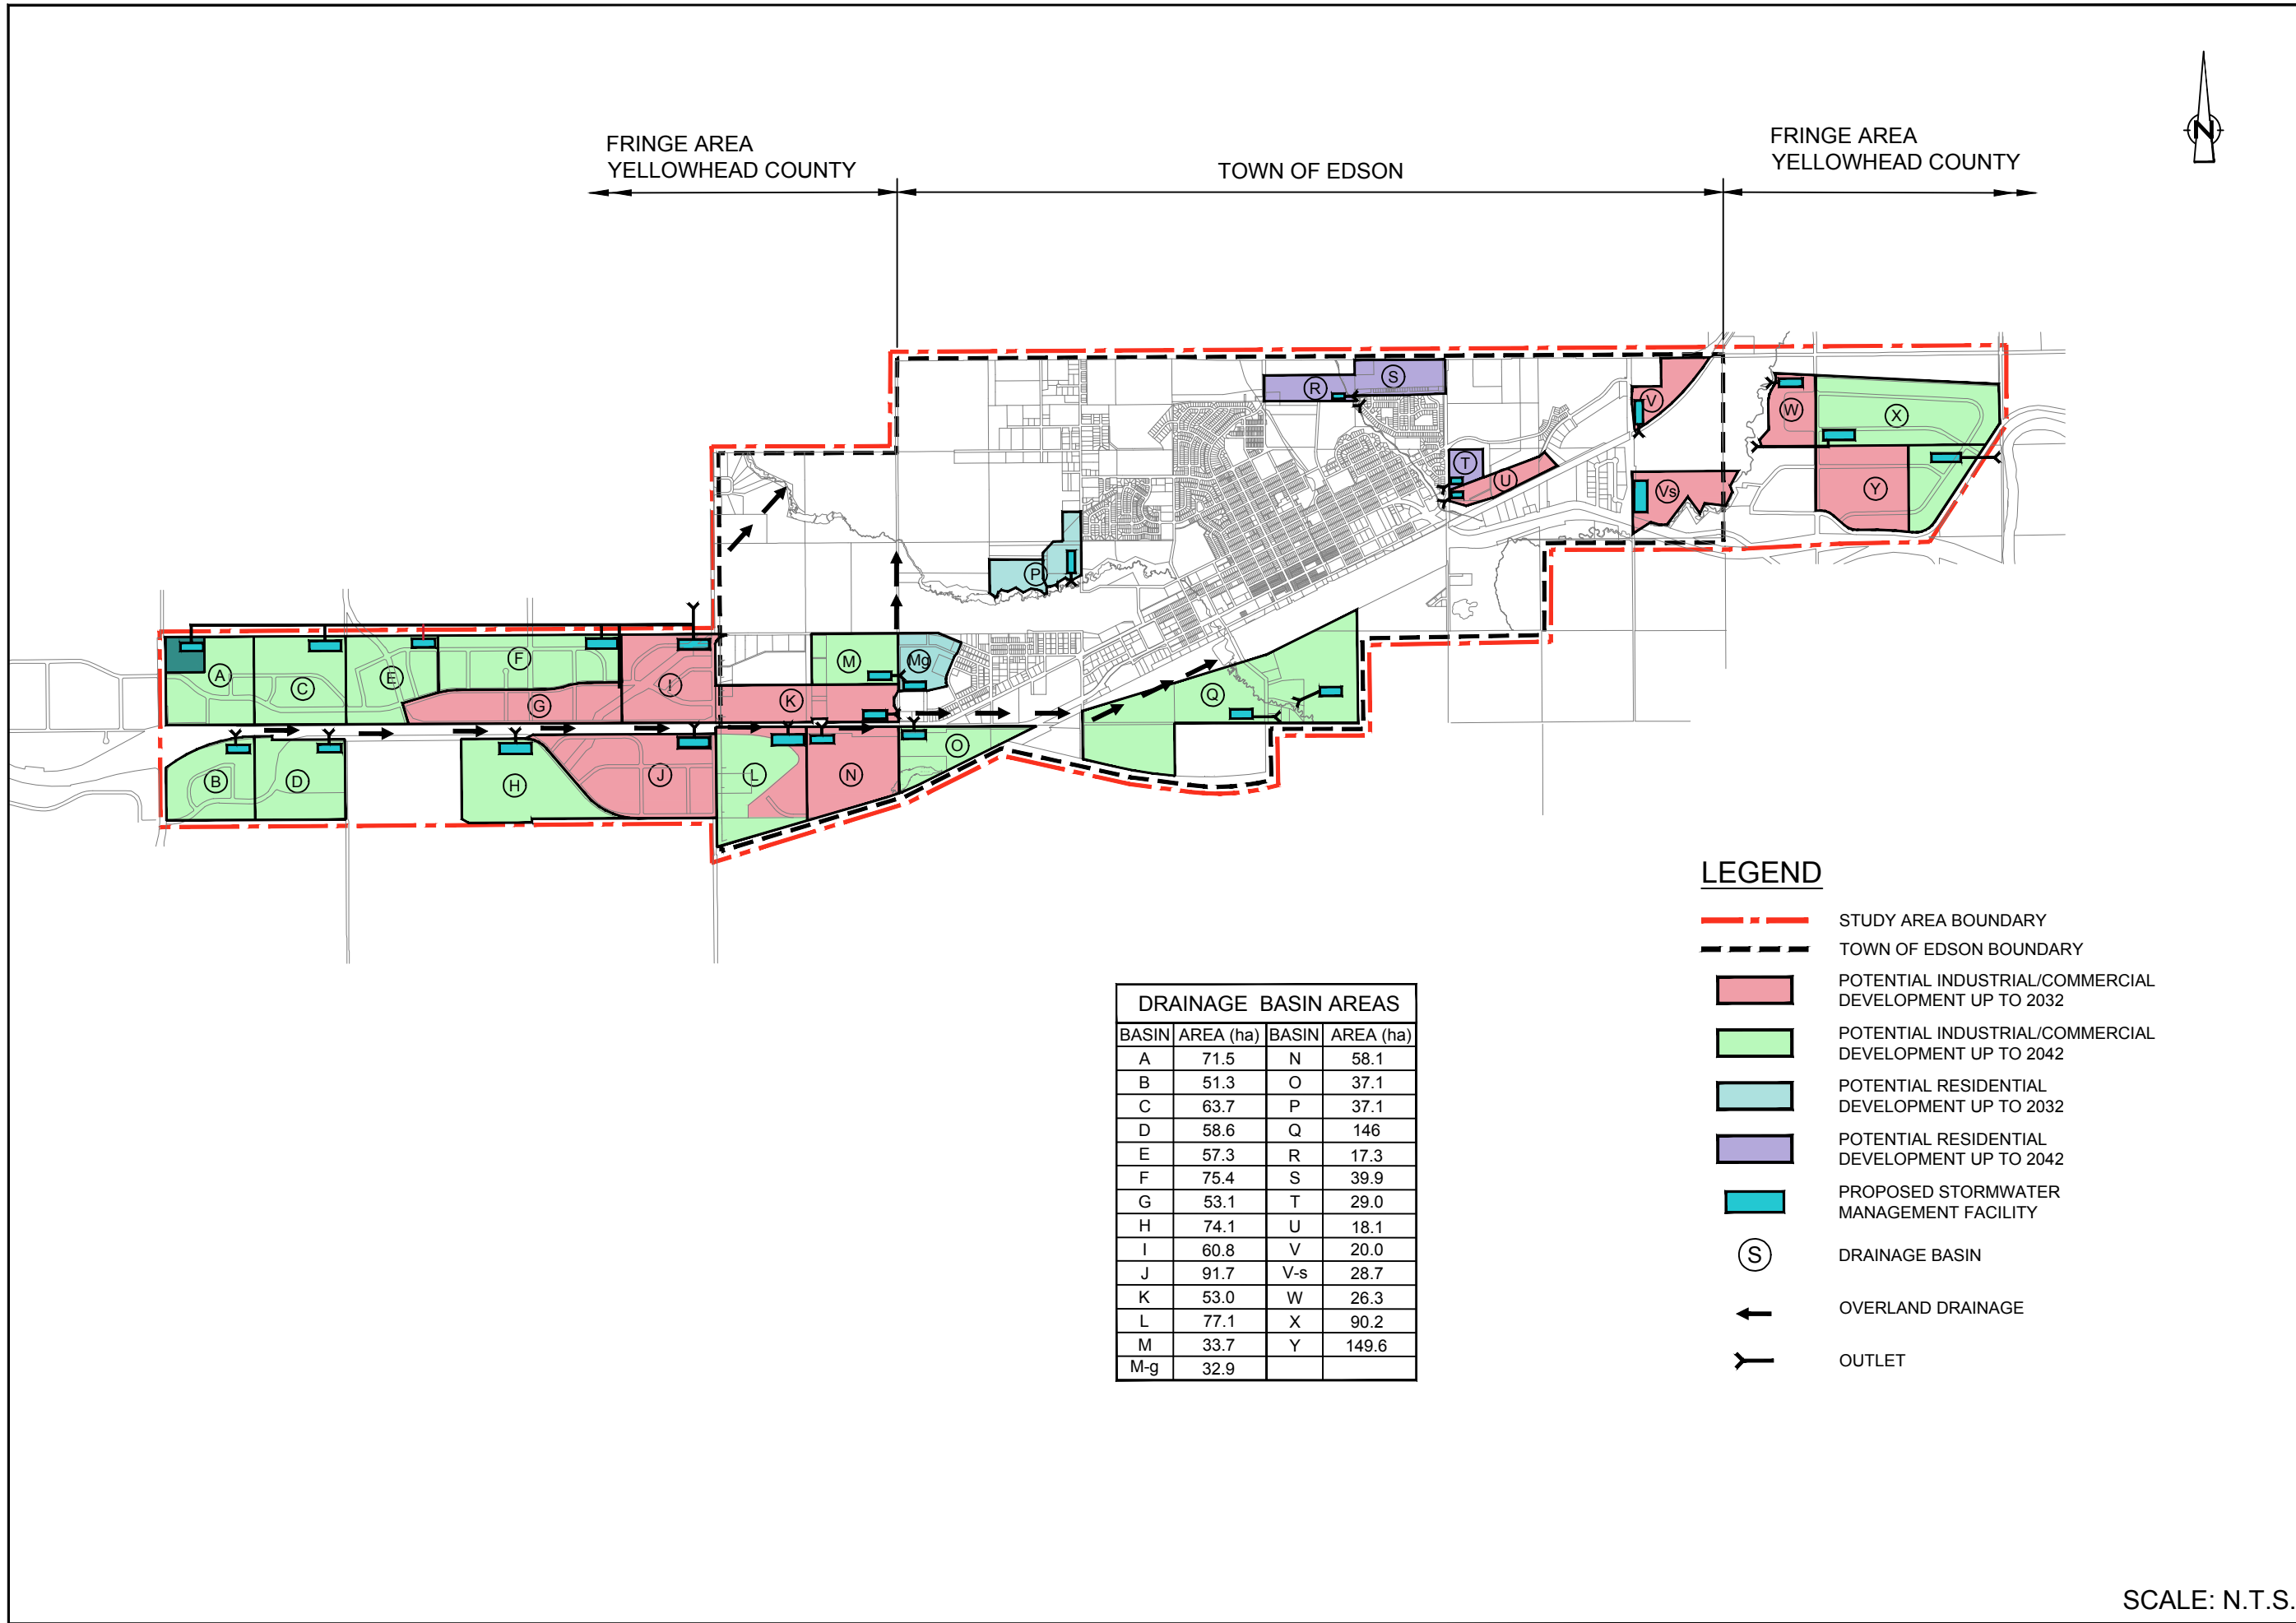 FRINGE AREA
YELLOWHEAD COUNTY
TOWN OF EDSON
FRINGE AREA
YELLOWHEAD COUNTY
N
R
S
V
W
X
T
U
Vs
Y
P
A
C
E
F
G
I
M
Mg
K
Q
B
D
H
J
L
N
O
LEGEND
STUDY AREA BOUNDARY
TOWN OF EDSON BOUNDARY
POTENTIAL INDUSTRIAL/COMMERCIAL
DEVELOPMENT UP TO 2032
POTENTIAL INDUSTRIAL/COMMERCIAL
DEVELOPMENT UP TO 2042
POTENTIAL RESIDENTIAL
DEVELOPMENT UP TO 2032
POTENTIAL RESIDENTIAL
DEVELOPMENT UP TO 2042
PROPOSED STORMWATER
MANAGEMENT FACILITY
S DRAINAGE BASIN
OVERLAND DRAINAGE
OUTLET
DRAINAGE BASIN AREAS
BASIN AREA (ha) BASIN AREA (ha)
A 71.5 N 58.1
B 51.3 O 37.1
C 63.7 P 37.1
D 58.6 Q 146
E 57.3 R 17.3
F 75.4 S 39.9
G 53.1 T 29.0
H 74.1 U 18.1
I 60.8 V 20.0
J 91.7 V-s 28.7
K 53.0 W 26.3
L 77.1 X 90.2
M 33.7 Y 149.6
M-g 32.9
SCALE: N.T.S.